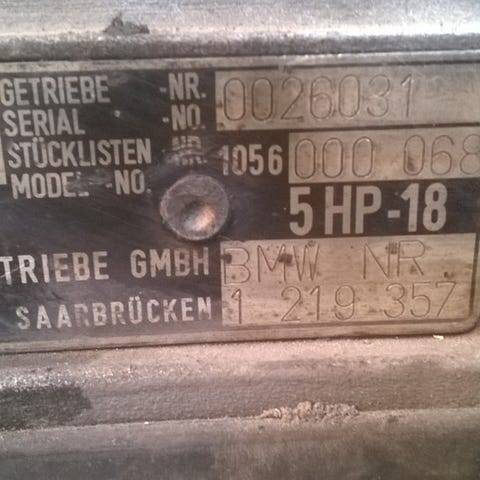 GETRIEBE -NR. 0026031
SERIAL -NO.
STÜCKLISTEN -NR. 1056 000 068
MODEL -NO.
5 HP-18
TRIEBE GMBH BMW NR
SAARBRÜCKEN 1 219 357